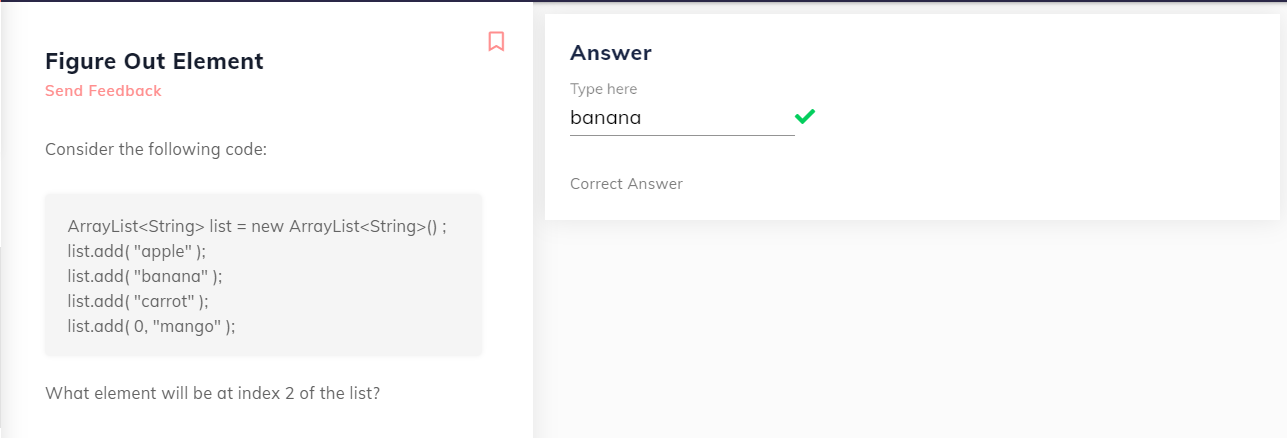 Figure Out Element
Send Feedback
Consider the following code:
ArrayList<String> list = new ArrayList<String>() ;
list.add( "apple" );
list.add( "banana" );
list.add( "carrot" );
list.add( 0, "mango" );
What element will be at index 2 of the list?
Answer
Type here
banana
Correct Answer